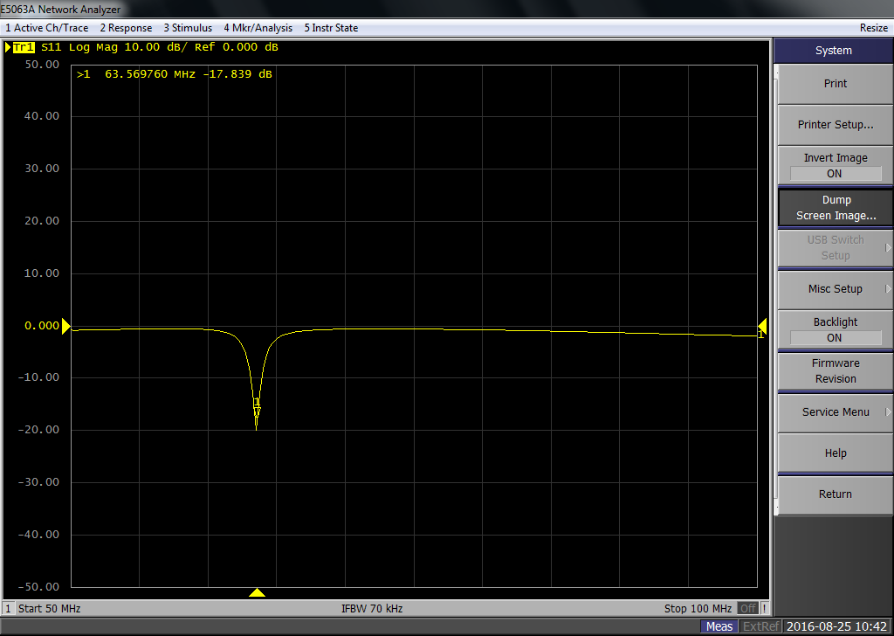 E5063A Network Analyzer
1 Active Ch/Trace 2 Response 3 Stimulus 4 Mkr/Analysis 5 Instr State
Resize
Tr1 S11 Log Mag 10.00 dB/ Ref 0.000 dB
50.00
>1 63.569760 MHz -17.839 dB
40.00
30.00
20.00
10.00
0.000
1
-10.00
1
-20.00
-30.00
-40.00
-50.00
1 Start 50 MHz
IFBW 70 kHz
Stop 100 MHz Off !
System
Print
Printer Setup...
Invert Image
ON
Dump
Screen Image...
USB Switch
Setup
Misc Setup
Backlight
ON
Firmware
Revision
Service Menu
Help
Return
Meas ExtRef 2016-08-25 10:42